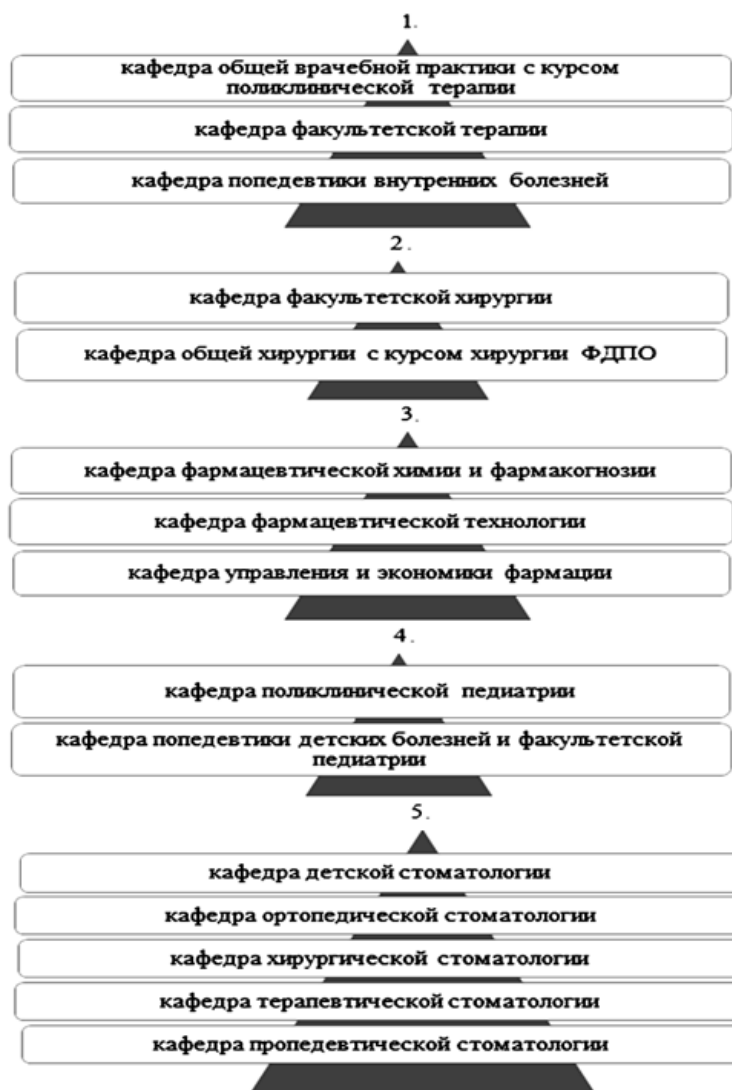 1.
кафедра общей врачебной практики с курсом
поликлинической терапии
кафедра факультетской терапии
кафедра попедевтики внутренних болезней
2.
кафедра факультетской хирургии
кафедра общей хирургии с курсом хирургии ФДПО
3.
кафедра фармацевтической химии и фармакогнозии
кафедра фармацевтической технологии
кафедра управления и экономики фармации
4.
кафедра поликлинической педиатрии
кафедра попедевтики детских болезней и факультетской
педиатрии
5.
кафедра детской стоматологии
кафедра ортопедической стоматологии
кафедра хирургической стоматологии
кафедра терапевтической стоматологии
кафедра пропедевтической стоматологии